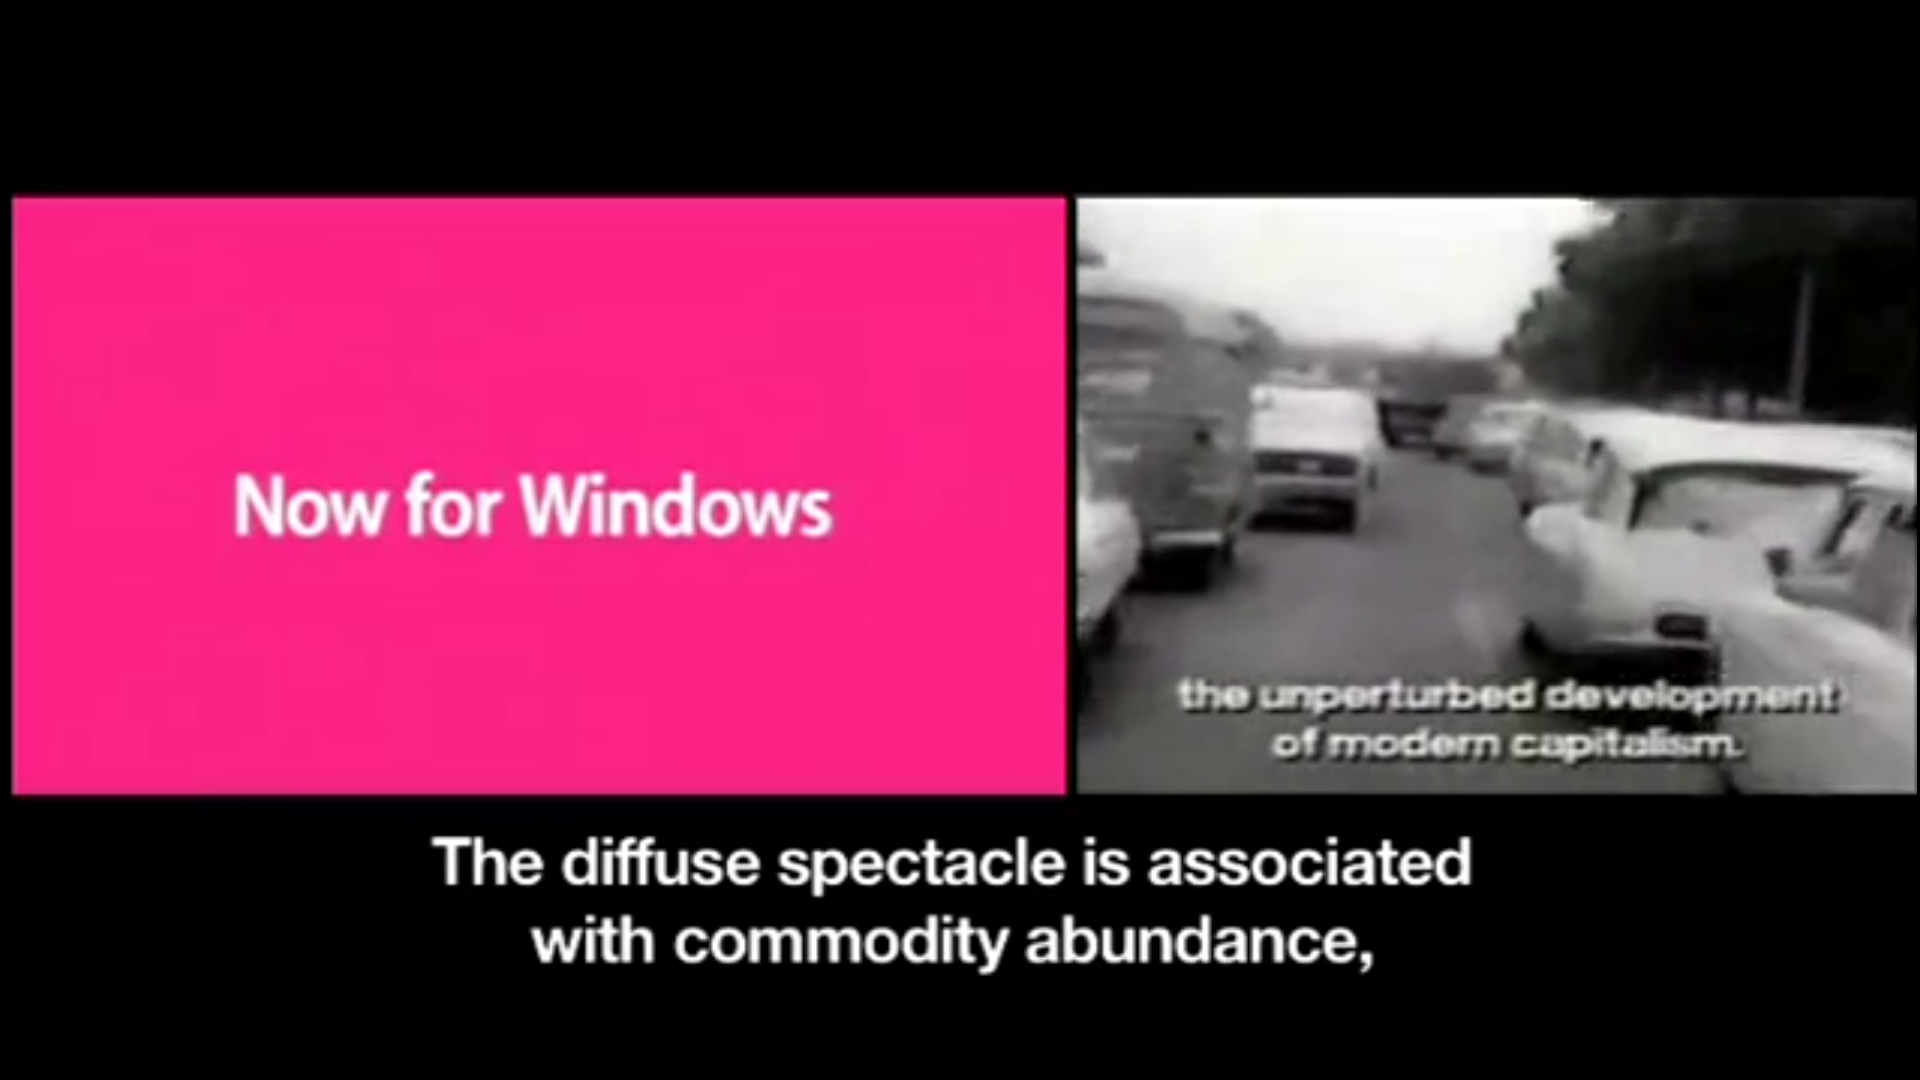 Now for Windows
the unperturbed development
of modern capitalism.
The diffuse spectacle is associated
with commodity abundance,